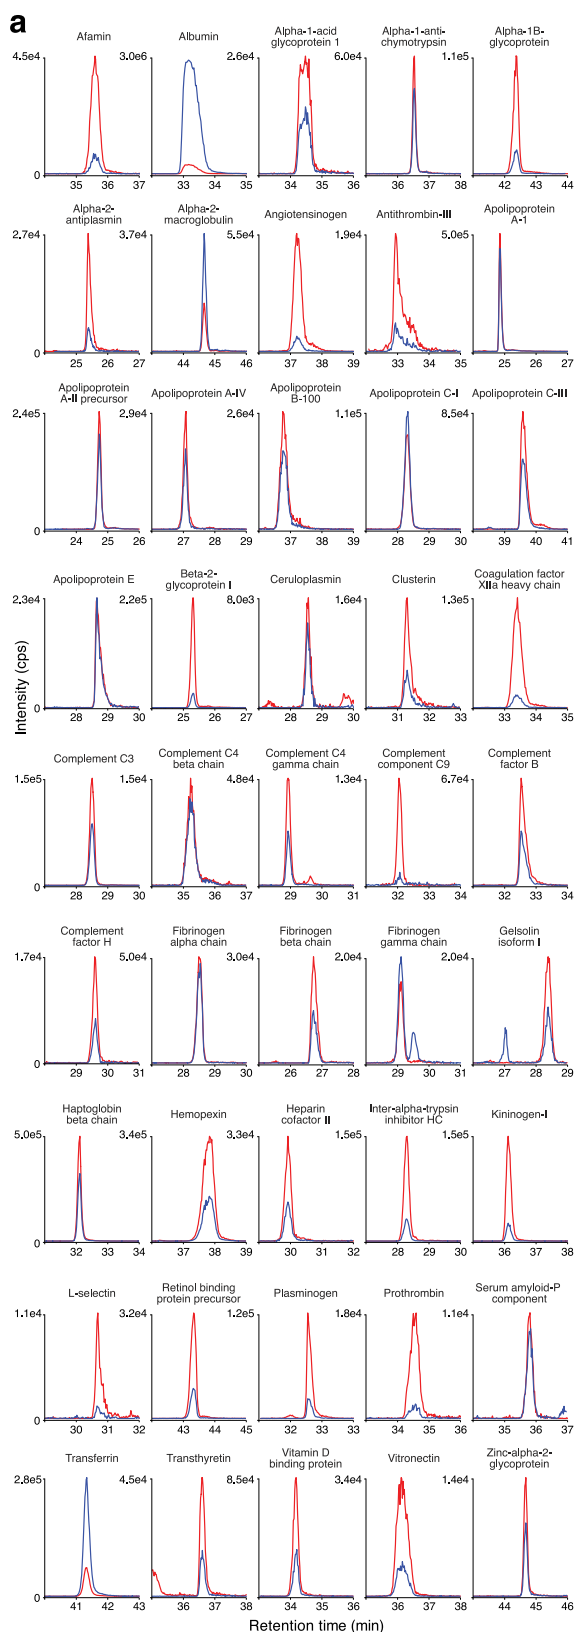 a
Afamin
Albumin
Alpha-1-acid
glycoprotein 1
Alpha-1-anti-
chymotrypsin
Alpha-1B-
glycoprotein
4.5e4 3.0e6 2.6e4 6.0e4 1.1e5
0
35 36 37 33 34 35 34 35 36 36 37 38 42 43 44
Alpha-2-
antiplasmin
Alpha-2-
macroglobulin
Angiotensinogen
Antithrombin-III
Apolipoprotein
A-1
2.7e4 3.7e4 5.5e4 1.9e4 5.0e5
0
25 26 27 44 45 46 37 38 39 33 34 35 25 26 27
Apolipoprotein
A-II precursor
Apolipoprotein A-IV
Apolipoprotein
B-100
Apolipoprotein C-I
Apolipoprotein C-III
2.4e5 2.9e4 2.6e4 1.1e5 8.5e4
0
24 25 26 27 28 29 37 38 39 28 29 30 39 40 41
Apolipoprotein E
Beta-2-
glycoprotein I
Ceruloplasmin
Clusterin
Coagulation factor
XIIa heavy chain
2.3e4 2.2e5 8.0e3 1.6e4 1.3e5
0
28 29 30 25 26 27 28 29 30 31 32 33 33 34 35
Intensity (cps)
Complement C3
Complement C4
beta chain
Complement C4
gamma chain
Complement
component C9
Complement
factor B
1.5e5 1.5e4 4.8e4 1.3e4 6.7e4
0
28 29 30 35 36 37 29 30 31 32 33 34 32 33 34
Complement
factor H
Fibrinogen
alpha chain
Fibrinogen
beta chain
Fibrinogen
gamma chain
Gelsolin
isoform I
1.7e4 5.0e4 3.0e4 2.0e4 2.0e4
0
29 30 31 28 29 30 26 27 28 29 30 31 27 28 29
Haptoglobin
beta chain
Hemopexin
Heparin
cofactor II
Inter-alpha-trypsin
inhibitor HC
Kininogen-I
5.0e5 3.4e5 3.3e4 1.5e5 1.5e5
0
32 33 34 37 38 39 30 31 32 28 29 30 36 37 38
L-selectin
Retinol binding
protein precursor
Plasminogen
Prothrombin
Serum amyloid-P
component
1.1e4 3.2e4 1.2e5 1.8e4 1.1e4
0
30 31 32 43 44 45 31 32 33 34 35 36 35 36 37
Transferrin
Transthyretin
Vitamin D
binding protein
Vitronectin
Zinc-alpha-2-
glycoprotein
2.8e5 4.5e4 8.5e4 3.4e4 1.4e4
0
41 42 43 36 37 38 34 35 36 36 37 38 44 45 46
Retention time (min)